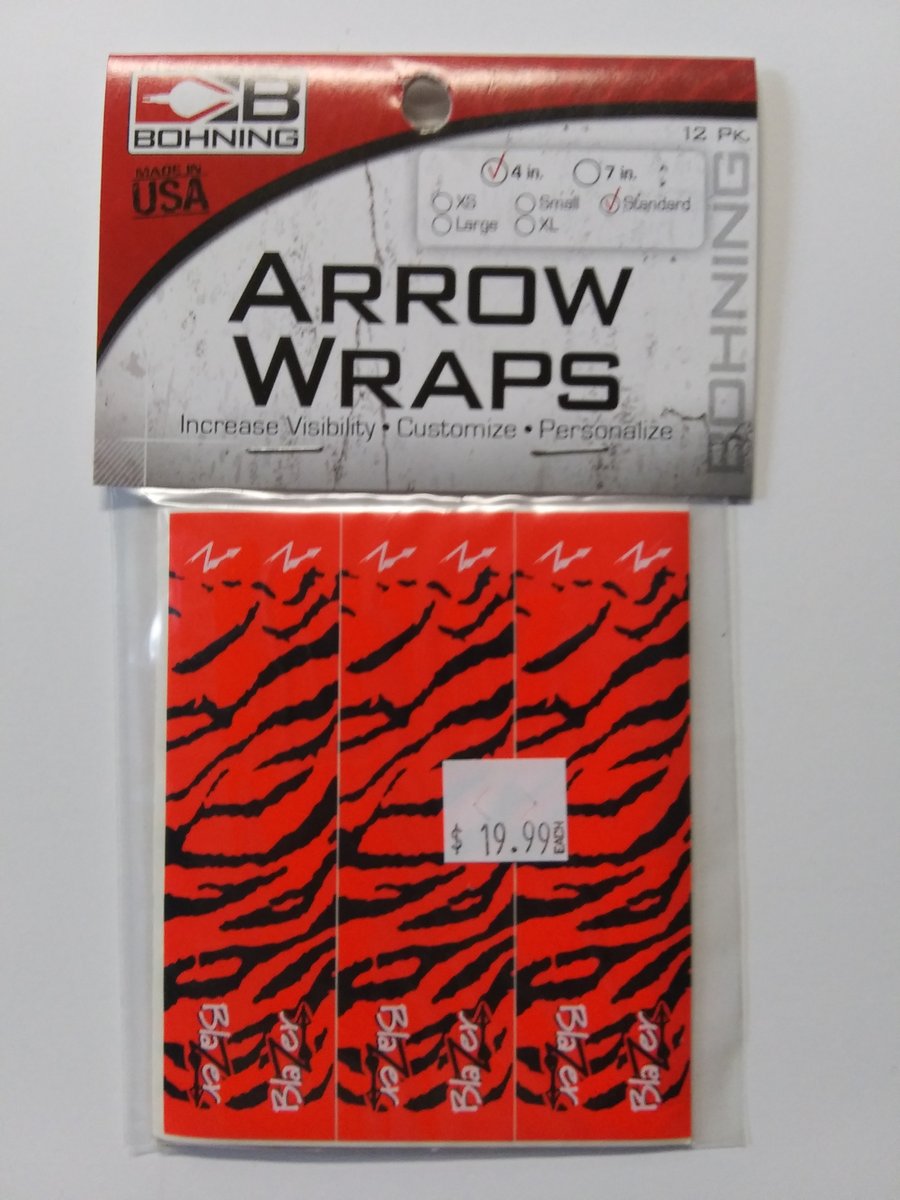 B
BOHNING
MADE IN
USA
12 PK.
4 in. 7 in.
XS Small Standard
Large XL
BOHNING
ARROW
WRAPS
Increase Visibility • Customize • Personalize
$ 19.99 EACH
Blazer
Blazer
Blazer
Blazer
Blazer
Blazer